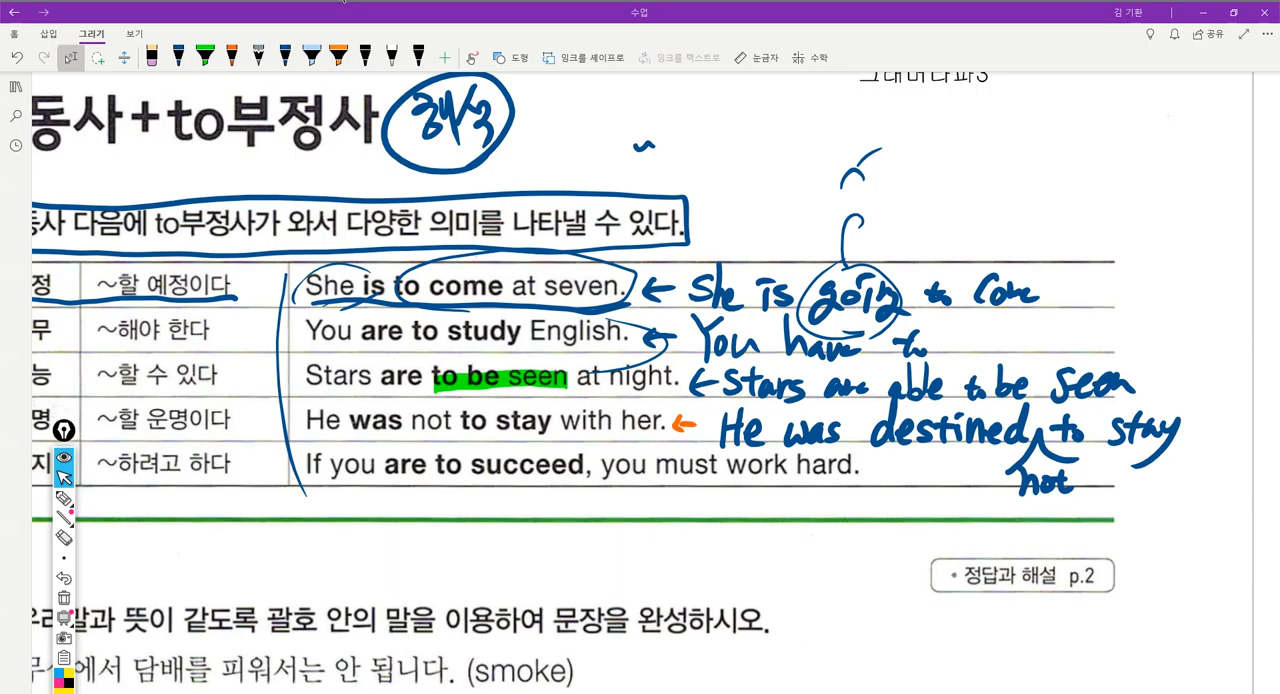 수업
김 기환
홈 삽입 그리기 보기
공유
도형 잉크를 셰이프로 잉크를 텍스트로 눈금자 수학
동사+to부정사 해석
다음에 to부정사가 와서 다양한 의미를 나타낼 수 있다.
정 ~할 예정이다 She is to come at seven. ← She is going to come
무 ~해야 한다 You are to study English. ← You have to
능 ~할 수 있다 Stars are to be seen at night. ← Stars are able to be seen
명 ~할 운명이다 He was not to stay with her. ← He was destined to stay
not
지 ~하려고 하다 If you are to succeed, you must work hard.
• 정답과 해설 p.2
우리말과 뜻이 같도록 괄호 안의 말을 이용하여 문장을 완성하시오.
에서 담배를 피워서는 안 됩니다. (smoke)